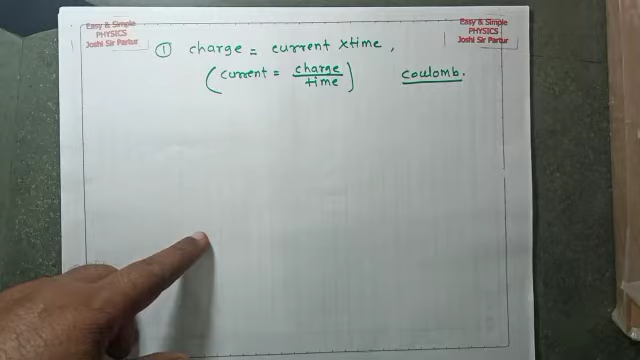 Easy & Simple
PHYSICS
Joshi Sir Partur
Easy & Simple
PHYSICS
Joshi Sir Partur
① charge = current × time,
(current = charge / time) coulomb.